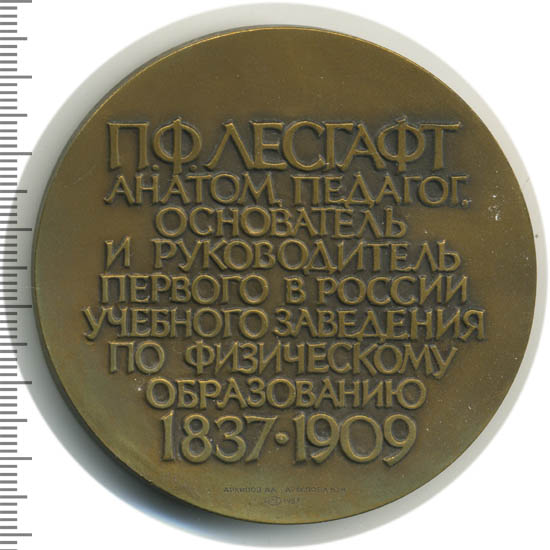 П.Ф.ЛЕСГАФТ
АНАТОМ, ПЕДАГОГ.
ОСНОВАТЕЛЬ
И РУКОВОДИТЕЛЬ
ПЕРВОГО В РОССИИ
УЧЕБНОГО ЗАВЕДЕНИЯ
ПО ФИЗИЧЕСКОМУ
ОБРАЗОВАНИЮ
1837·1909